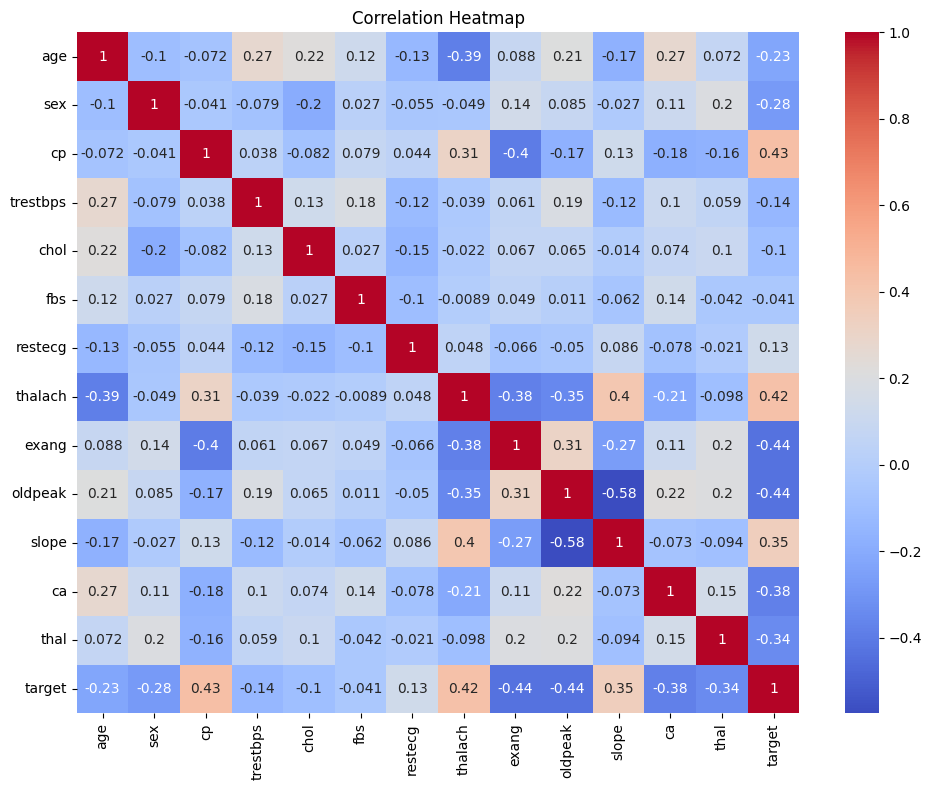 Correlation Heatmap
age 1 -0.1 -0.072 0.27 0.22 0.12 -0.13 -0.39 0.088 0.21 -0.17 0.27 0.072 -0.23
sex -0.1 1 -0.041 -0.079 -0.2 0.027 -0.055 -0.049 0.14 0.085 -0.027 0.11 0.2 -0.28
cp -0.072 -0.041 1 0.038 -0.082 0.079 0.044 0.31 -0.4 -0.17 0.13 -0.18 -0.16 0.43
trestbps 0.27 -0.079 0.038 1 0.13 0.18 -0.12 -0.039 0.061 0.19 -0.12 0.1 0.059 -0.14
chol 0.22 -0.2 -0.082 0.13 1 0.027 -0.15 -0.022 0.067 0.065 -0.014 0.074 0.1 -0.1
fbs 0.12 0.027 0.079 0.18 0.027 1 -0.1 -0.0089 0.049 0.011 -0.062 0.14 -0.042 -0.041
restecg -0.13 -0.055 0.044 -0.12 -0.15 -0.1 1 0.048 -0.066 -0.05 0.086 -0.078 -0.021 0.13
thalach -0.39 -0.049 0.31 -0.039 -0.022 -0.0089 0.048 1 -0.38 -0.35 0.4 -0.21 -0.098 0.42
exang 0.088 0.14 -0.4 0.061 0.067 0.049 -0.066 -0.38 1 0.31 -0.27 0.11 0.2 -0.44
oldpeak 0.21 0.085 -0.17 0.19 0.065 0.011 -0.05 -0.35 0.31 1 -0.58 0.22 0.2 -0.44
slope -0.17 -0.027 0.13 -0.12 -0.014 -0.062 0.086 0.4 -0.27 -0.58 1 -0.073 -0.094 0.35
ca 0.27 0.11 -0.18 0.1 0.074 0.14 -0.078 -0.21 0.11 0.22 -0.073 1 0.15 -0.38
thal 0.072 0.2 -0.16 0.059 0.1 -0.042 -0.021 -0.098 0.2 0.2 -0.094 0.15 1 -0.34
target -0.23 -0.28 0.43 -0.14 -0.1 -0.041 0.13 0.42 -0.44 -0.44 0.35 -0.38 -0.34 1
age sex cp trestbps chol fbs restecg thalach exang oldpeak slope ca thal target
1.0
0.8
0.6
0.4
0.2
0.0
−0.2
−0.4